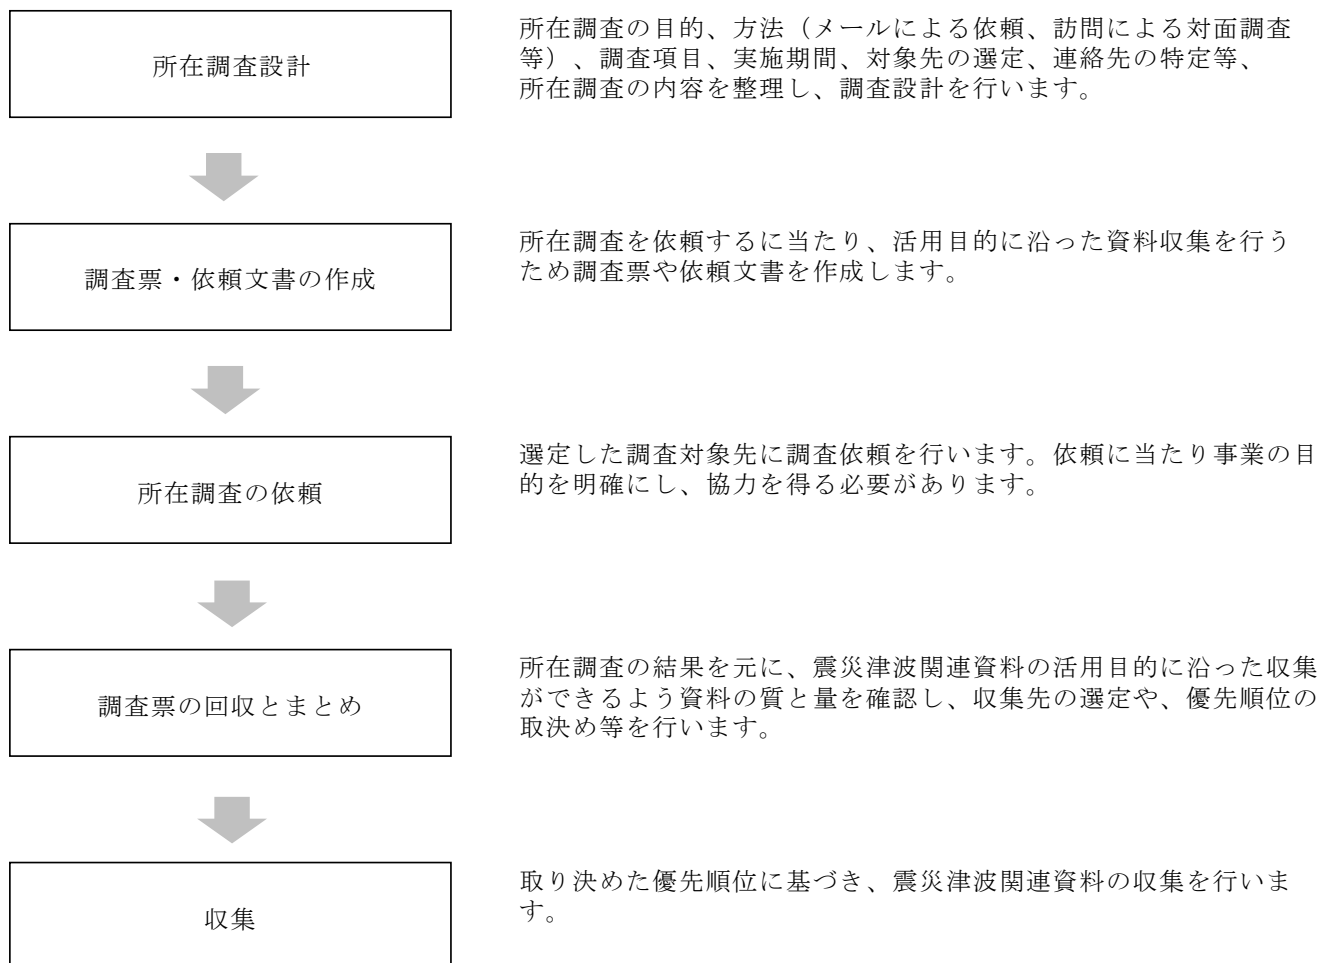 所在調査設計
所在調査の目的、方法（メールによる依頼、訪問による対面調査
等）、調査項目、実施期間、対象先の選定、連絡先の特定等、
所在調査の内容を整理し、調査設計を行います。
調査票・依頼文書の作成
所在調査を依頼するに当たり、活用目的に沿った資料収集を行う
ため調査票や依頼文書を作成します。
所在調査の依頼
選定した調査対象先に調査依頼を行います。依頼に当たり事業の目
的を明確にし、協力を得る必要があります。
調査票の回収とまとめ
所在調査の結果を元に、震災津波関連資料の活用目的に沿った収集
ができるよう資料の質と量を確認し、収集先の選定や、優先順位の
取決め等を行います。
収集
取り決めた優先順位に基づき、震災津波関連資料の収集を行いま
す。